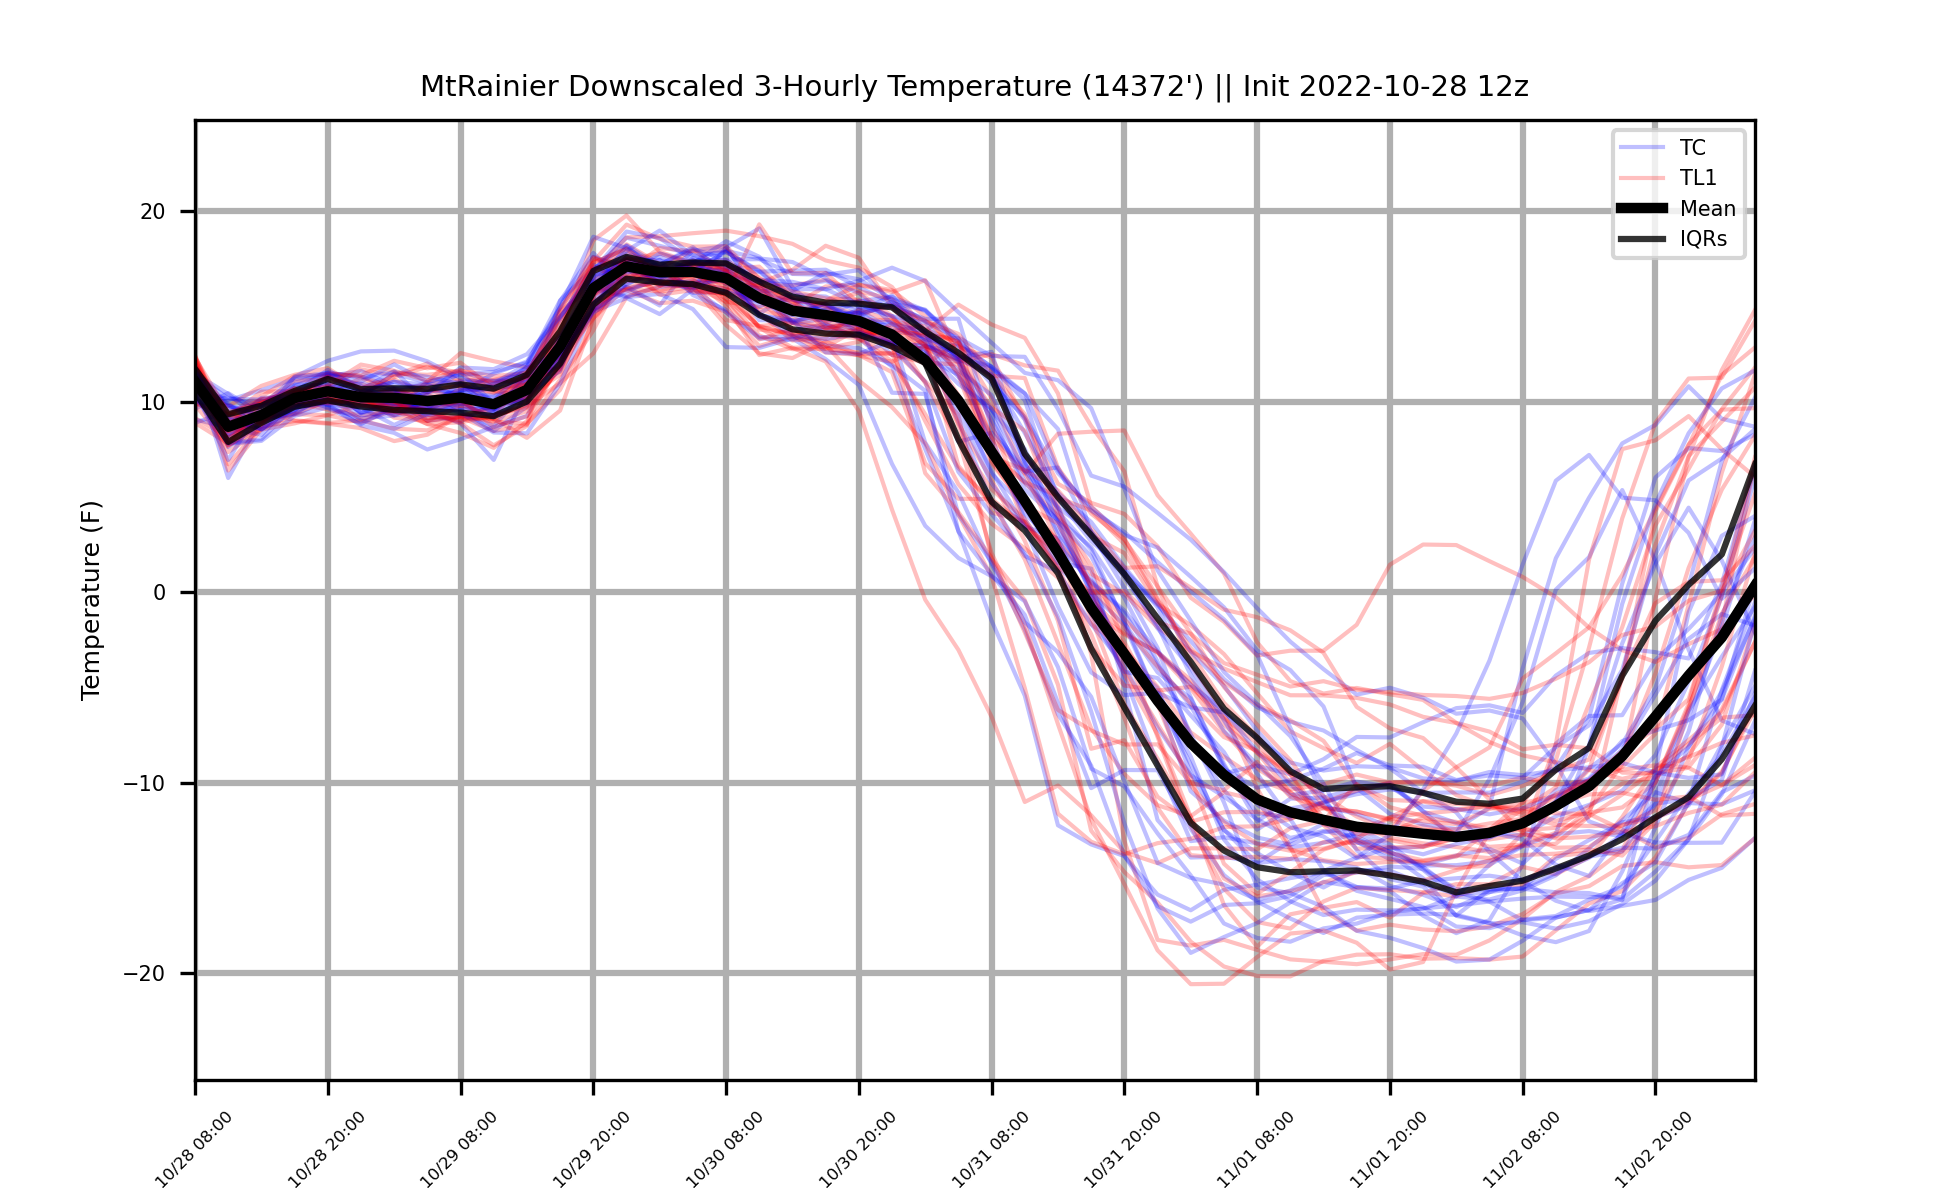 MtRainier Downscaled 3-Hourly Temperature (14372') || Init 2022-10-28 12z
TC
TL1
Mean
IQRs
Temperature (F)
20
10
0
−10
−20
10/28 08:00
10/28 20:00
10/29 08:00
10/29 20:00
10/30 08:00
10/30 20:00
10/31 08:00
10/31 20:00
11/01 08:00
11/01 20:00
11/02 08:00
11/02 20:00